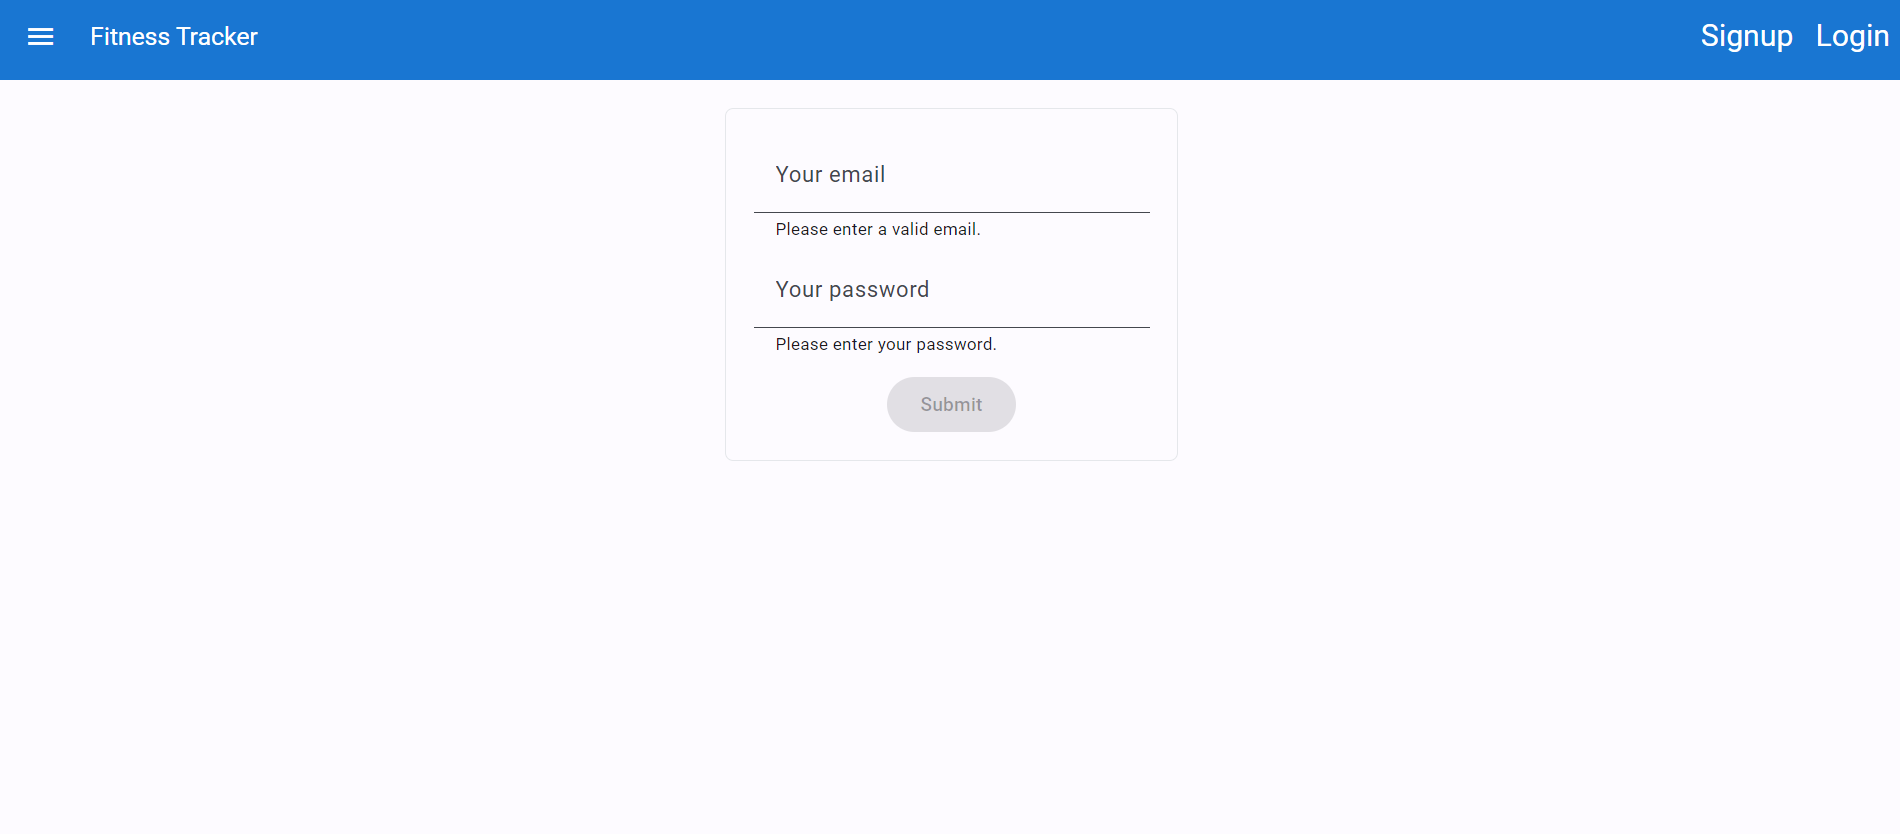 Fitness Tracker Signup Login
Your email
Please enter a valid email.
Your password
Please enter your password.
Submit